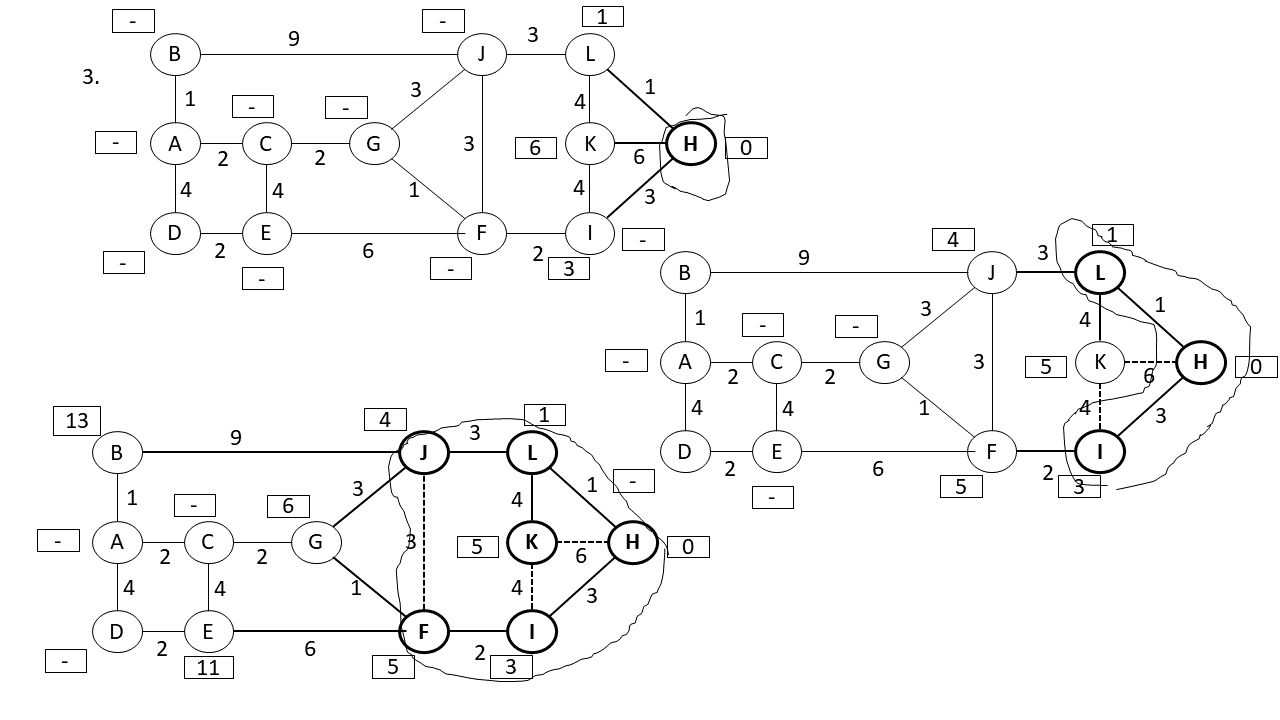 3.
- - 1
B 9 J 3 L
1 3 4 1
- - -
- A 2 C 2 G 3 6 K 6 H 0
4 4 1 4 3
D 2 E 6 F 2 I
- - - 3
- 4 1
B 9 J 3 L
1 3 4 1
- -
- A 2 C 2 G 3 5 K 6 H 0
4 4 1 4 3
D 2 E 6 F 2 I
- 5 3
13 4 1
B 9 J 3 L
1 3 4 1 -
- 6
- A 2 C 2 G 3 5 K 6 H 0
4 4 1 4 3
D 2 E 6 F 2 I
- 11 5 3